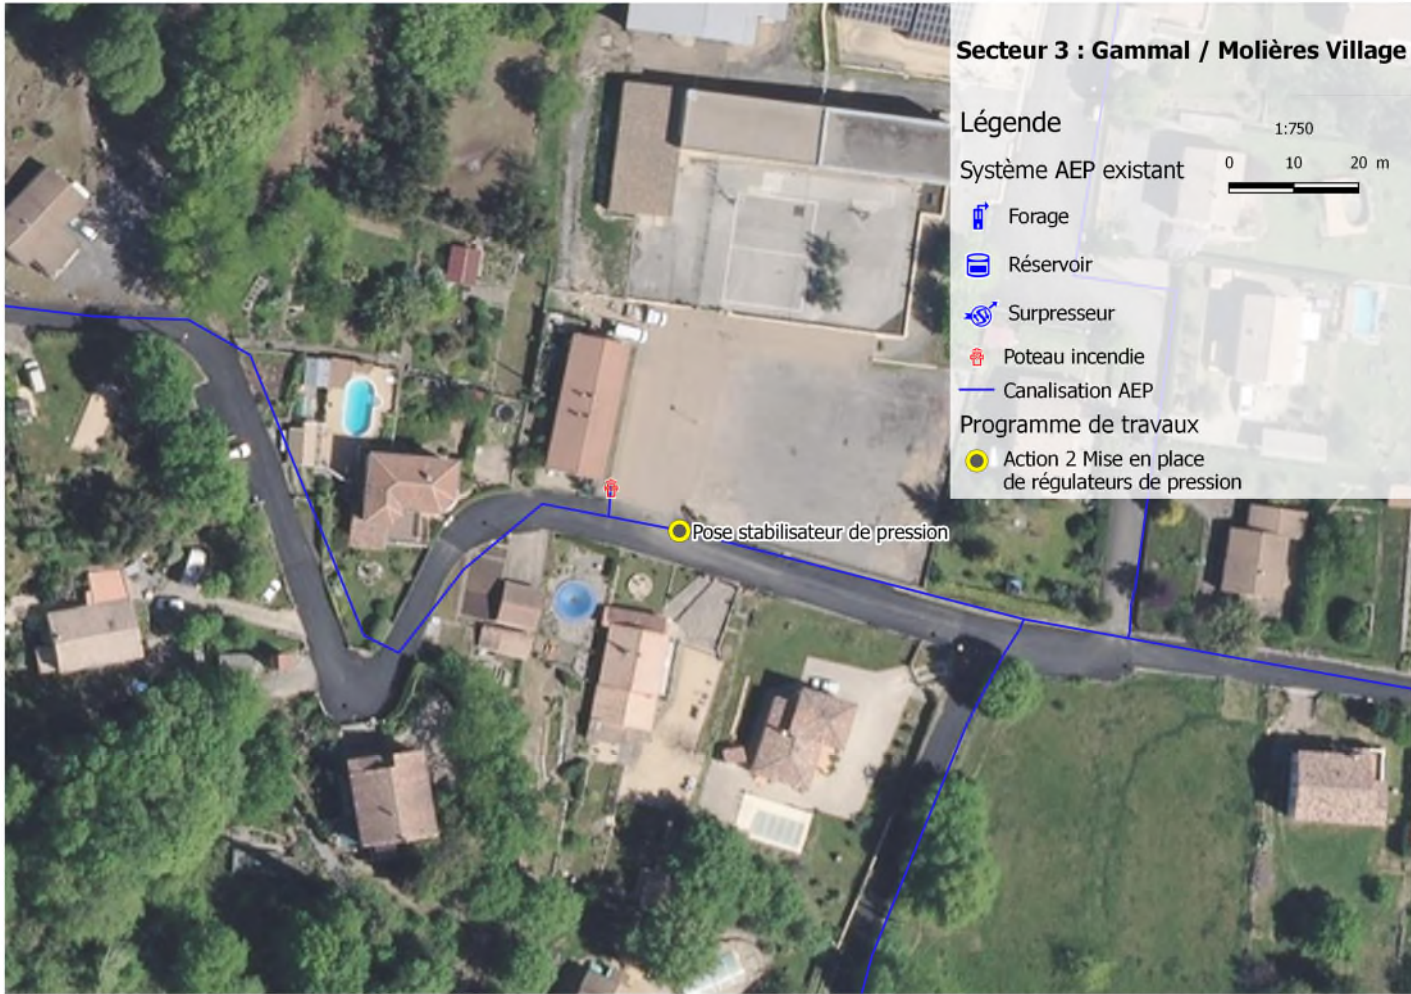 Secteur 3 : Gammal / Molières Village
Légende
1:750
0 10 20 m
Système AEP existant
Forage
Réservoir
Surpresseur
Poteau incendie
Canalisation AEP
Programme de travaux
Action 2 Mise en place
de régulateurs de pression
Pose stabilisateur de pression